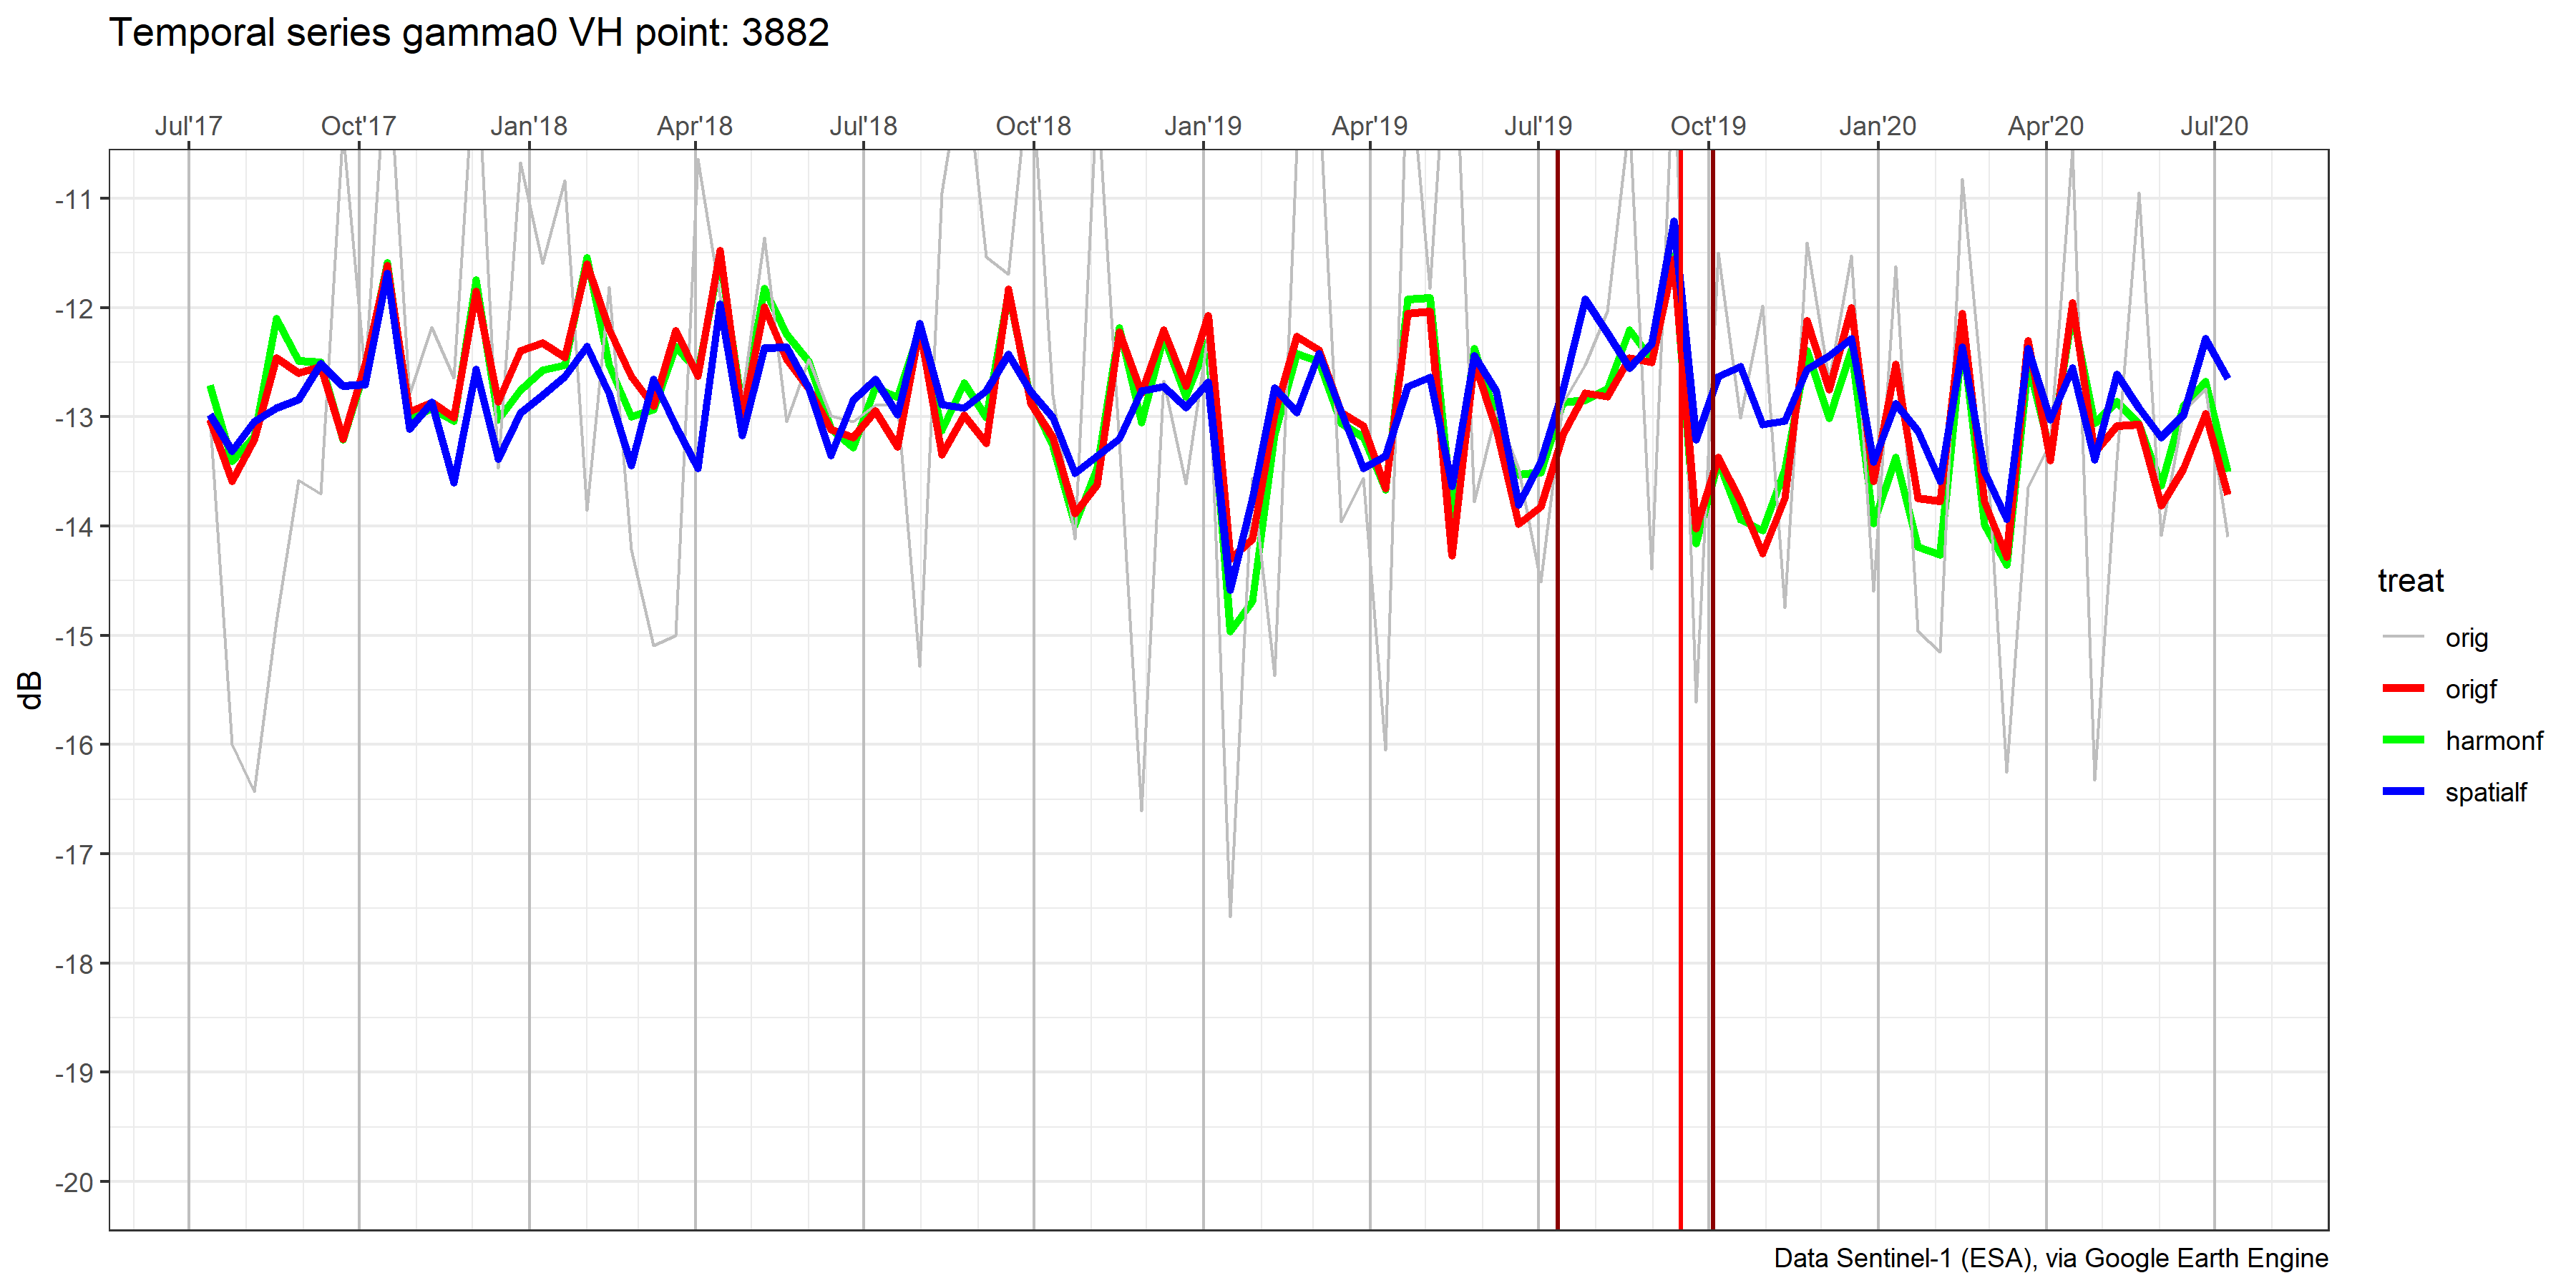 Temporal series gamma0 VH point: 3882
Jul'17 Oct'17 Jan'18 Apr'18 Jul'18 Oct'18 Jan'19 Apr'19 Jul'19 Oct'19 Jan'20 Apr'20 Jul'20
-11
-12
-13
-14
-15
-16
-17
-18
-19
-20
dB
treat
orig
origf
harmonf
spatialf
Data Sentinel-1 (ESA), via Google Earth Engine